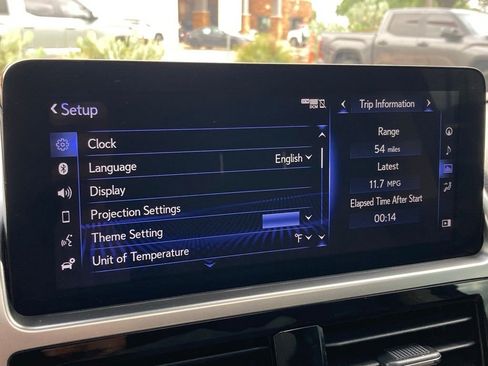 Setup
Clock
Language
English
Display
Projection Settings
Theme Setting
Unit of Temperature
°F
Trip Information
Range
54 miles
Latest
11.7 MPG
Elapsed Time After Start
00:14